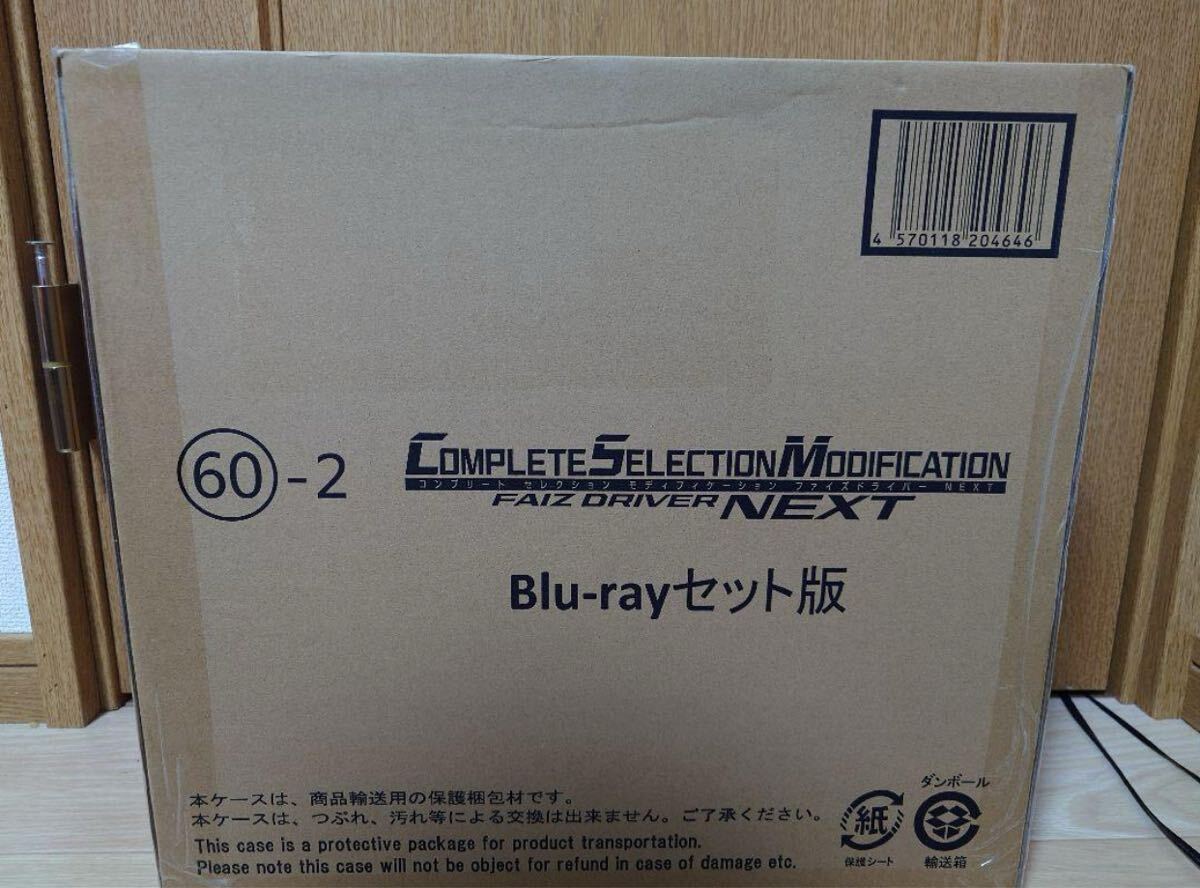 4 570118 204646
60-2
COMPLETE SELECTION MODIFICATION
コンプリート セレクション モディフィケーション ファイズドライバー NEXT
FAIZ DRIVER NEXT
Blu-rayセット版
本ケースは、商品輸送用の保護梱包材です。
本ケースは、つぶれ、汚れ等による交換は出来ません。ご了承ください。
This case is a protective package for product transportation.
Please note this case will not be object for refund in case of damage etc.
紙
保護シート
ダンボール
輸送箱